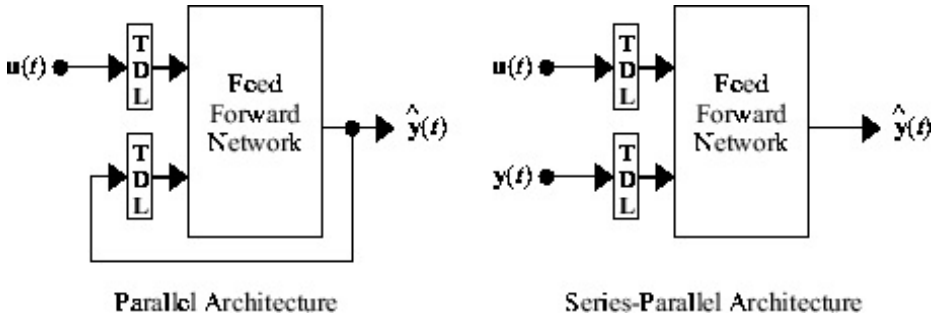 u(t)
T
D
L
T
D
L
Feed
Forward
Network
ŷ(t)
Parallel Architecture
u(t)
y(t)
T
D
L
T
D
L
Feed
Forward
Network
ŷ(t)
Series-Parallel Architecture